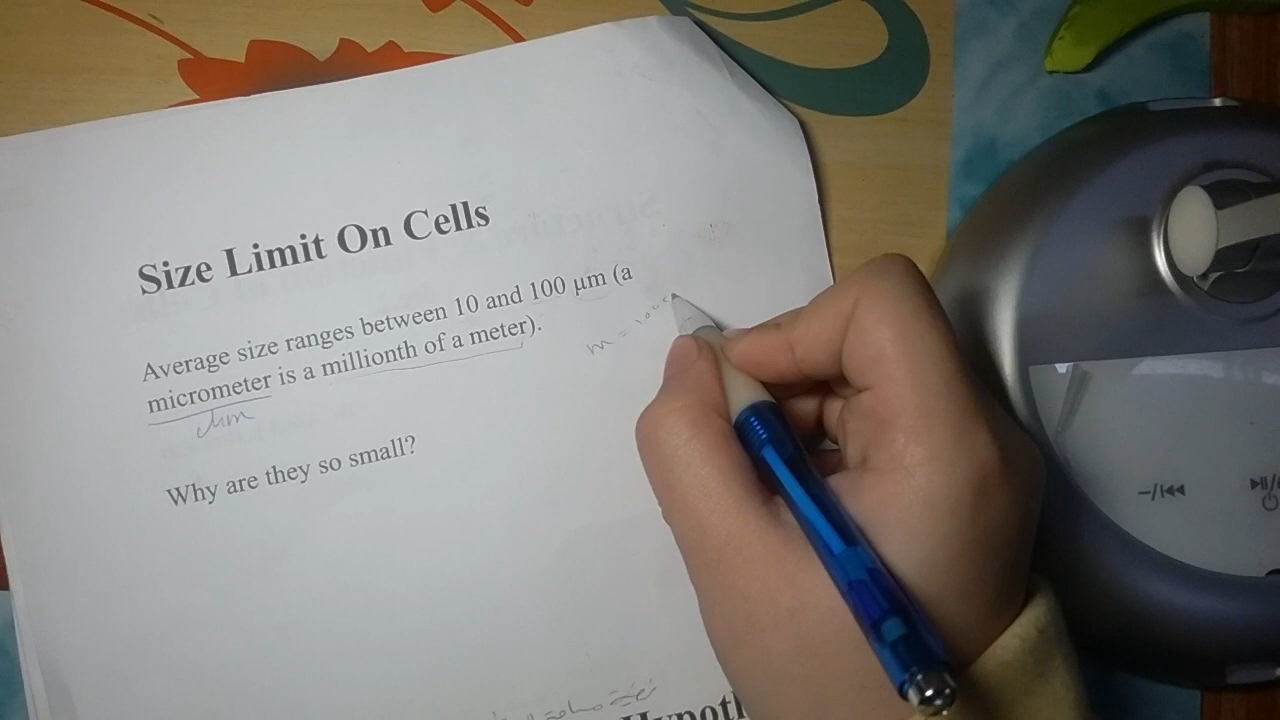 Size Limit On Cells
Average size ranges between 10 and 100 μm (a
micrometer is a millionth of a meter).
m = 100
μm
Why are they so small?
−/